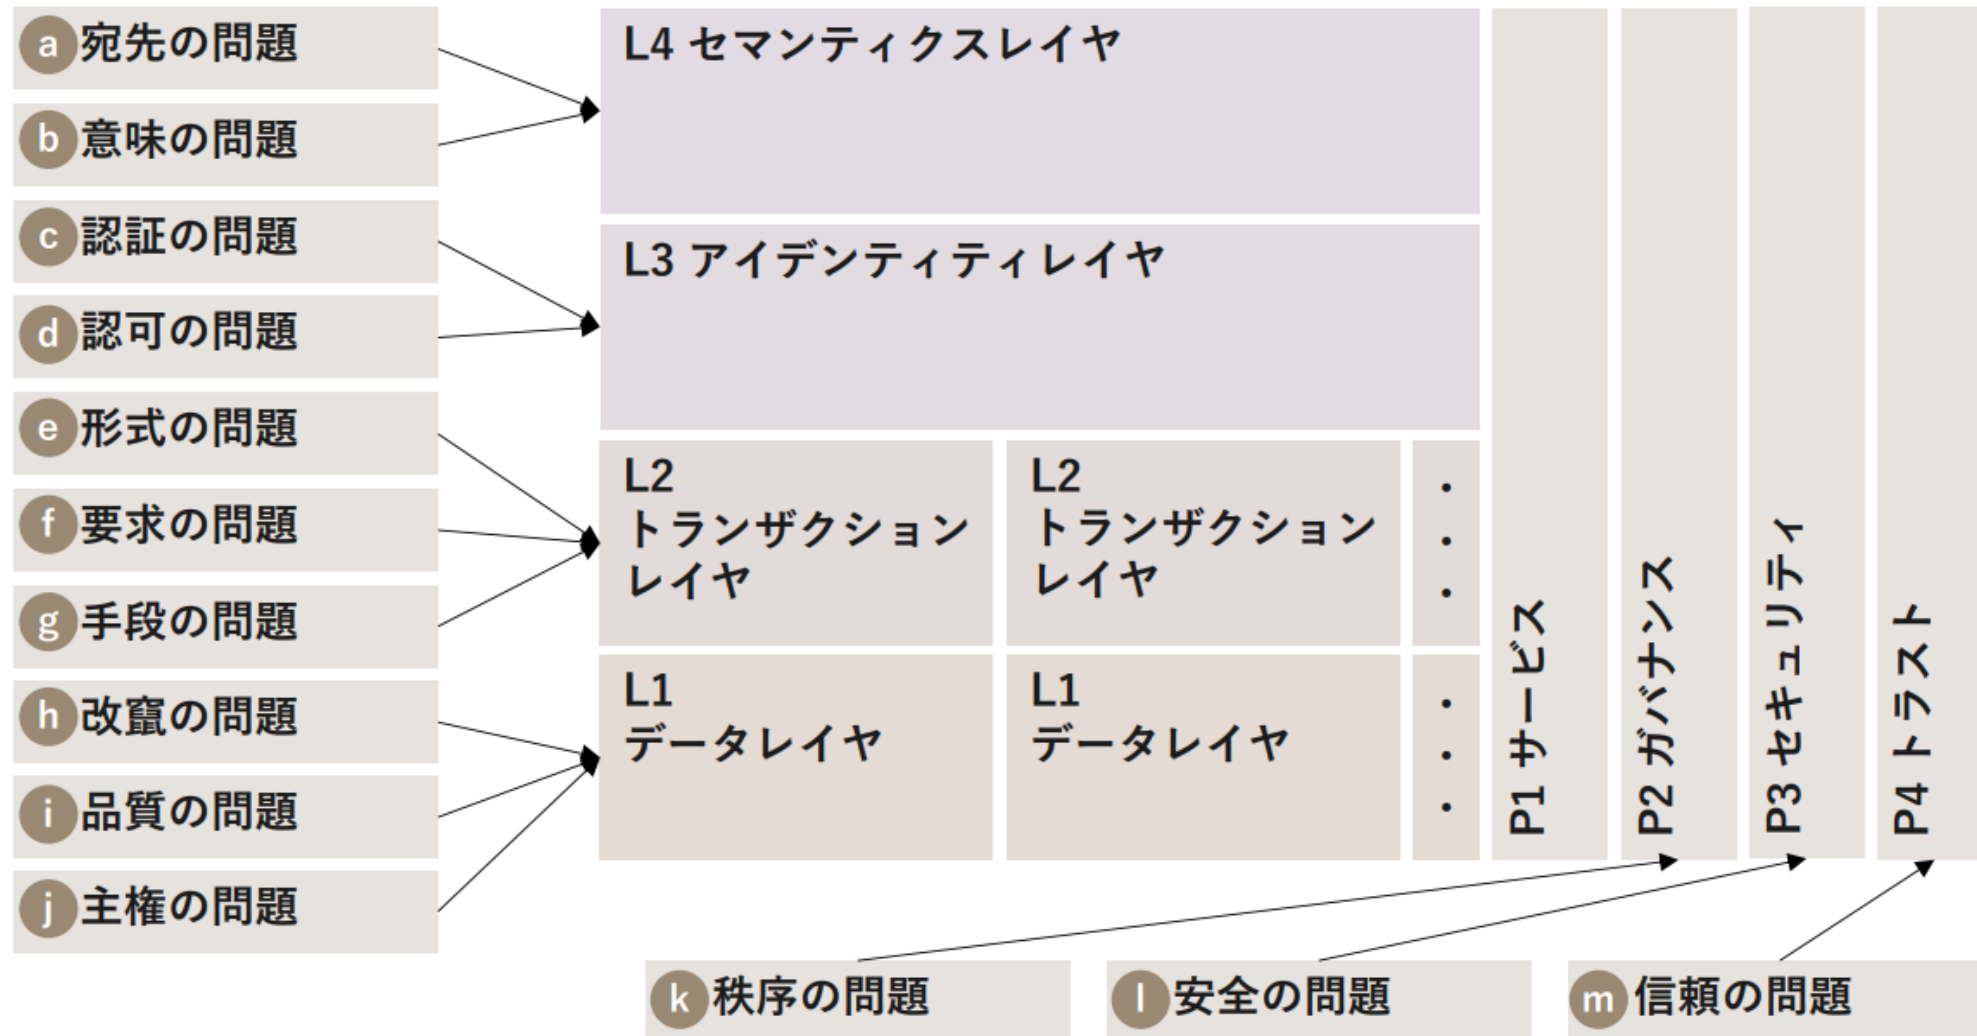 a 宛先の問題
b 意味の問題
c 認証の問題
d 認可の問題
e 形式の問題
f 要求の問題
g 手段の問題
h 改竄の問題
i 品質の問題
j 主権の問題
L4 セマンティクスレイヤ
L3 アイデンティティレイヤ
L2
トランザクション
レイヤ
L2
トランザクション
レイヤ
・
・
・
L1
データレイヤ
L1
データレイヤ
・
・
・
P1 サービス
P2 ガバナンス
P3 セキュリティ
P4 トラスト
k 秩序の問題
l 安全の問題
m 信頼の問題